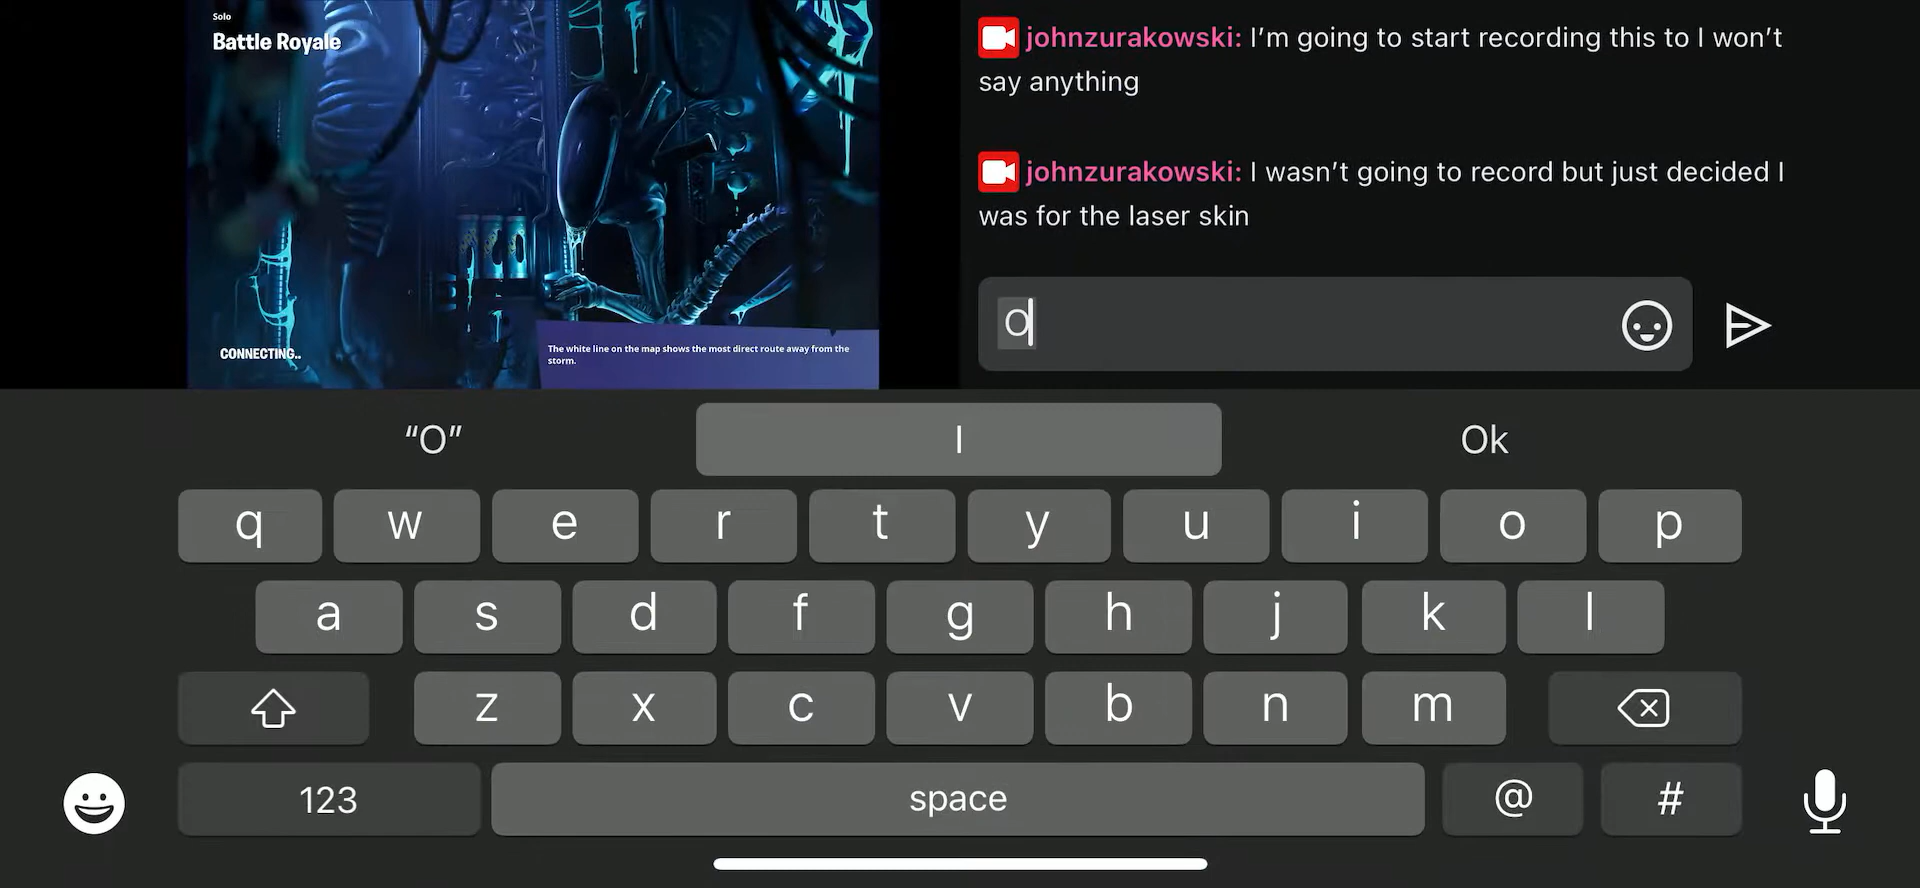 Solo
Battle Royale
CONNECTING..
The white line on the map shows the most direct route away from the
storm.
johnzurakowski: I’m going to start recording this to I won’t
say anything
johnzurakowski: I wasn’t going to record but just decided I
was for the laser skin
o
“O” I Ok
q w e r t y u i o p
a s d f g h j k l
z x c v b n m
123 space @ #